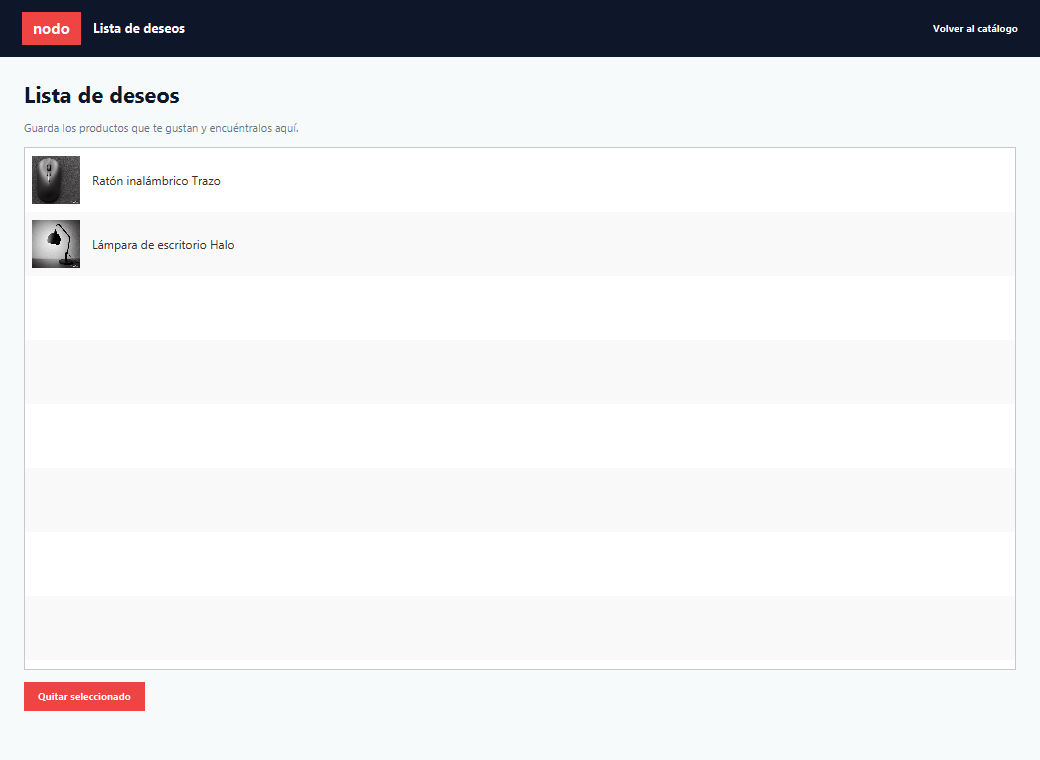 nodo
Lista de deseos
Volver al catálogo
Lista de deseos
Guarda los productos que te gustan y encuéntralos aquí.
Ratón inalámbrico Trazo
Lámpara de escritorio Halo
Quitar seleccionado